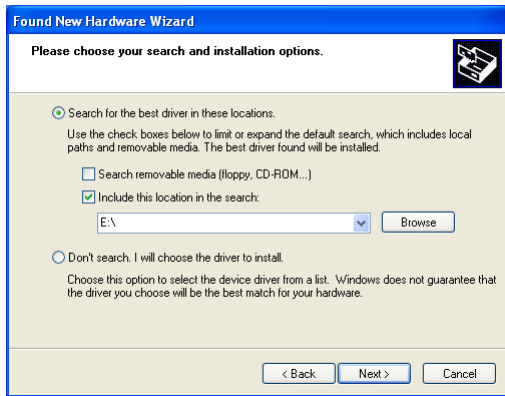 Found New Hardware Wizard
Please choose your search and installation options.
Search for the best driver in these locations.
Use the check boxes below to limit or expand the default search, which includes local
paths and removable media. The best driver found will be installed.
Search removable media (floppy, CD-ROM...)
Include this location in the search:
E:\
Browse
Don't search. I will choose the driver to install.
Choose this option to select the device driver from a list. Windows does not guarantee that
the driver you choose will be the best match for your hardware.
< Back
Next >
Cancel